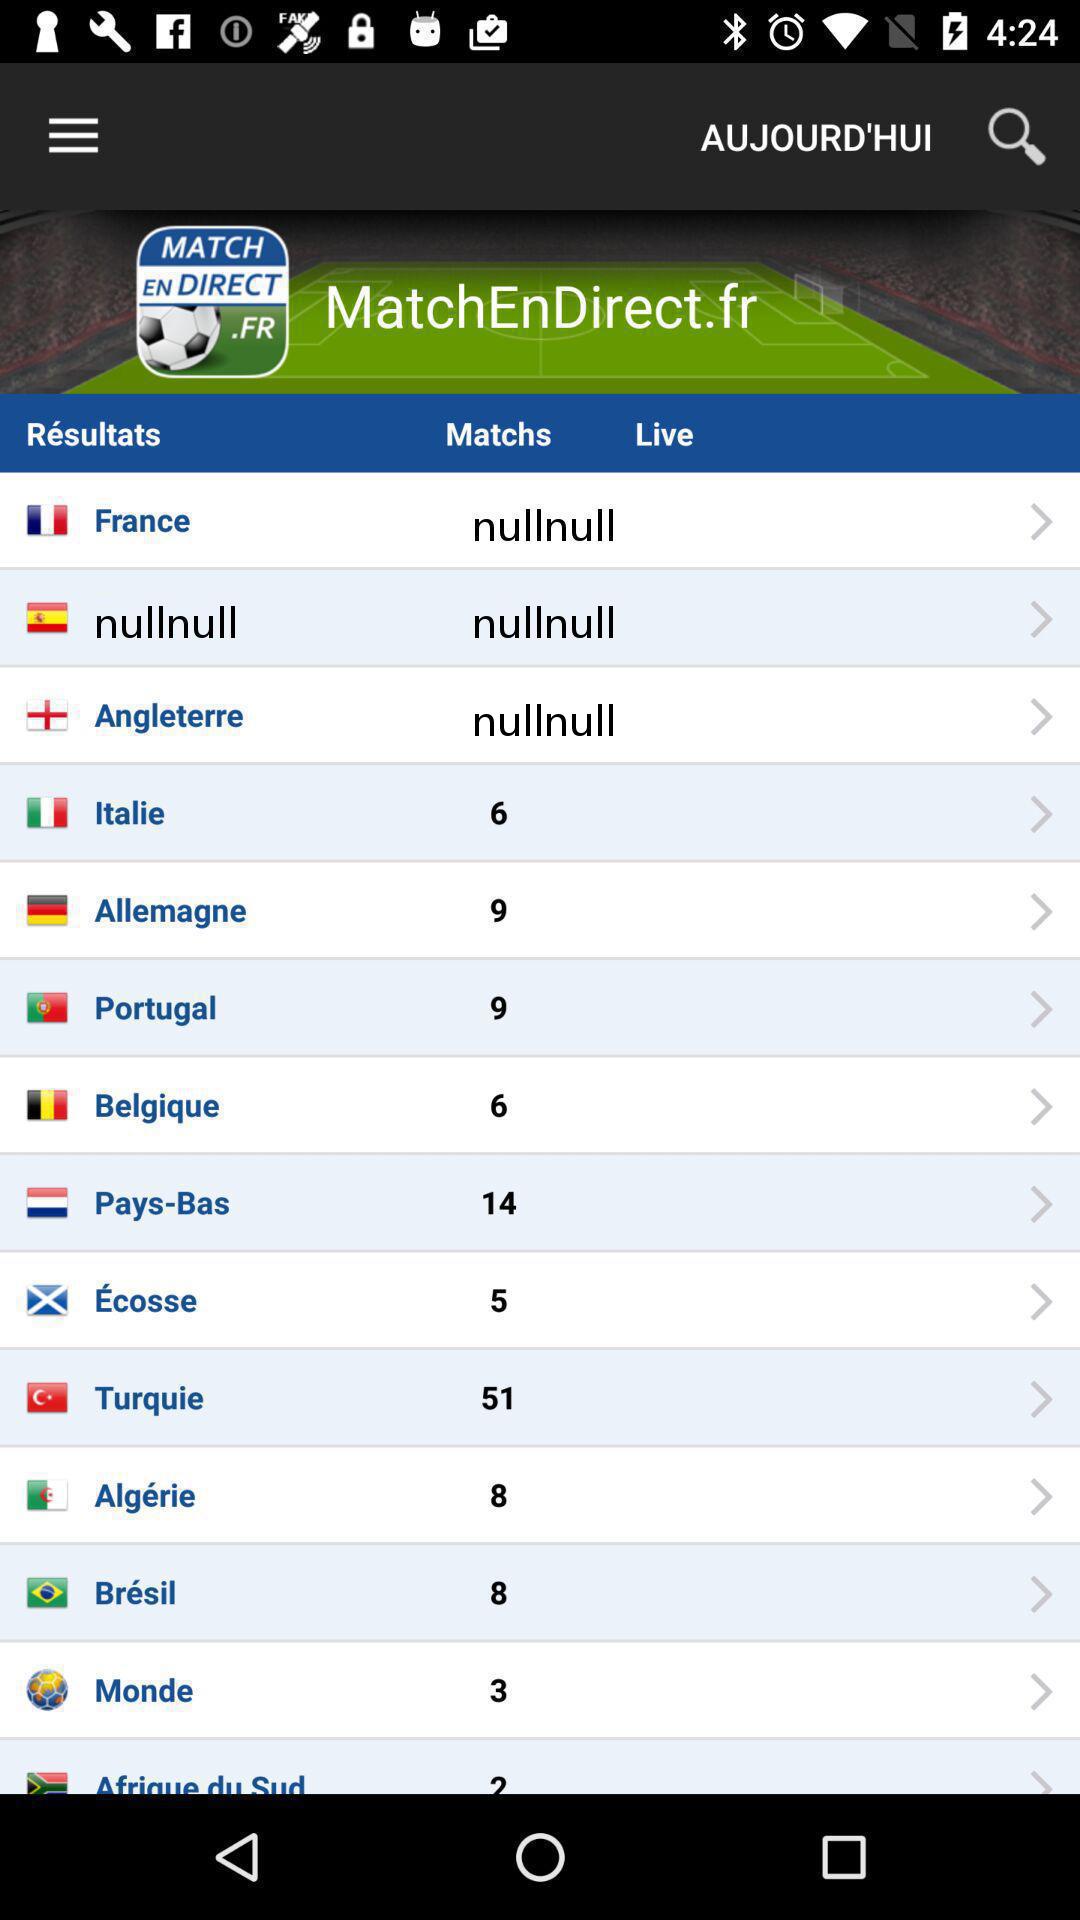 FAKE
4:24
AUJOURD'HUI
MATCH
EN DIRECT
.FR
MatchEnDirect.fr
Résultats Matchs Live
France nullnull
nullnull nullnull
Angleterre nullnull
Italie 6
Allemagne 9
Portugal 9
Belgique 6
Pays-Bas 14
Écosse 5
Turquie 51
Algérie 8
Brésil 8
Monde 3
Afrique du Sud 2